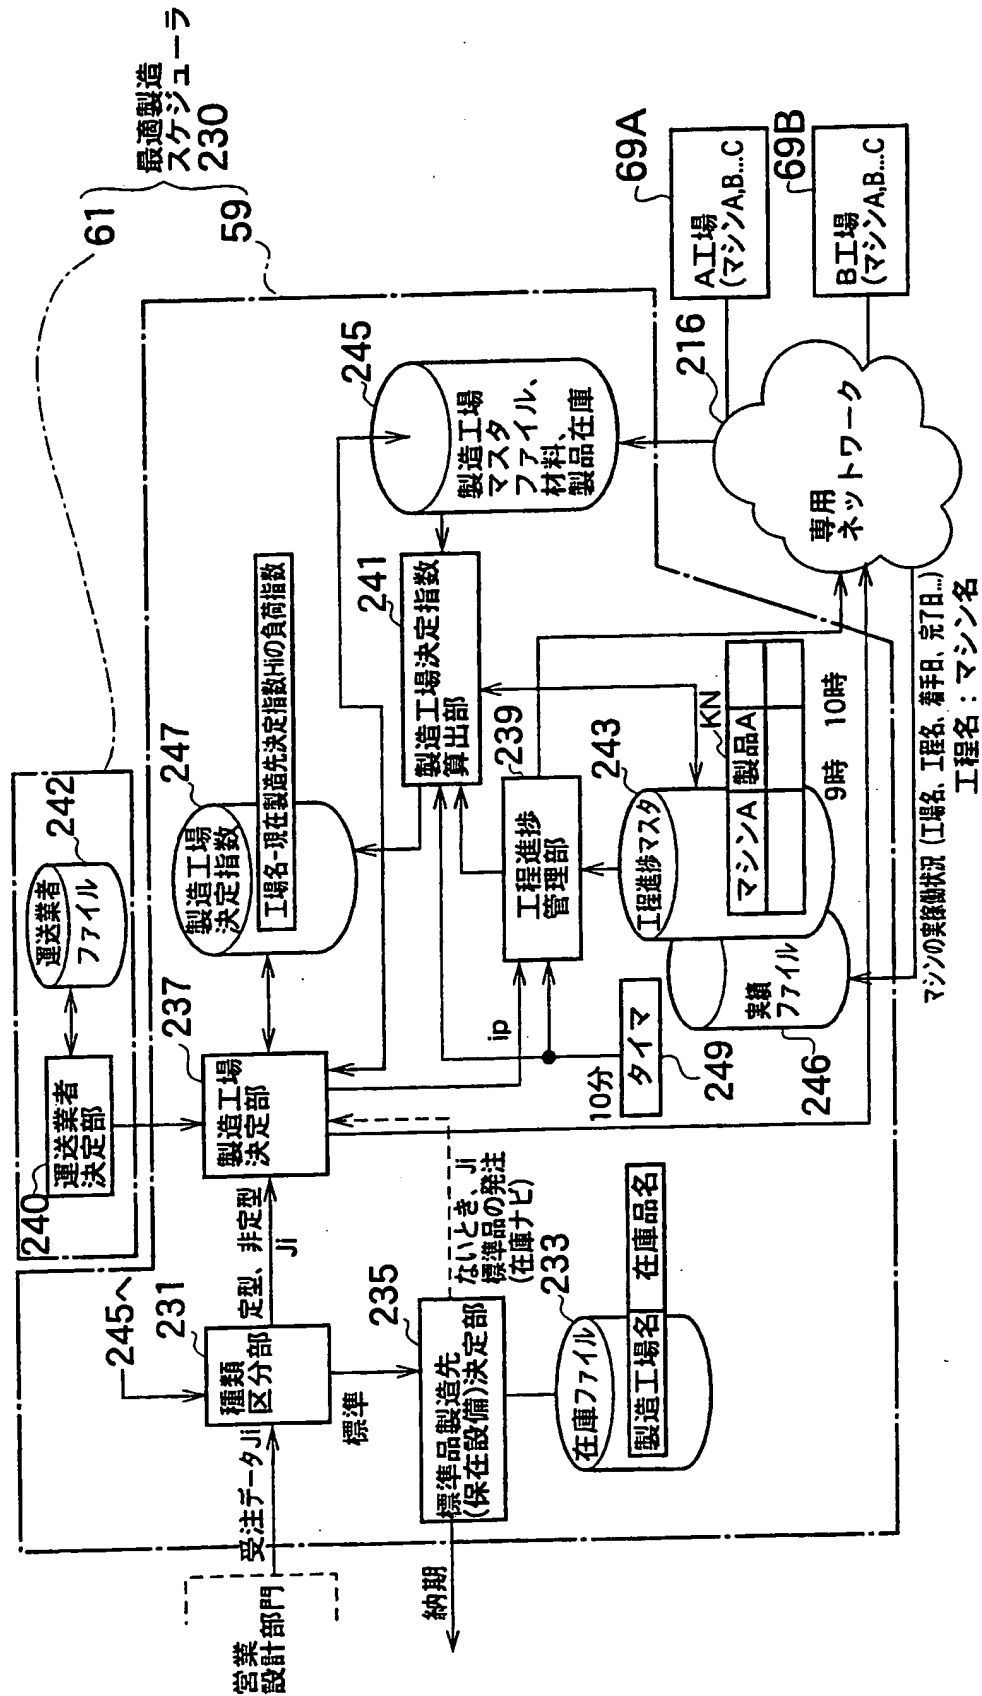 最適製造
スケジューラ
230
61
59
240
運送業者
決定部
242
運送業者
ファイル
営業
設計部門
受注データJi
245へ
231
種類
区分部
定型、非定型
Ji
標準
237
製造工場
決定部
247
製造工場
決定指数
工場名-現在製造先決定指数Hiの負荷指数
245
製造工場
マスタ
ファイル、
材料、
製品在庫
241
製造工場決定指数
算出部
納期
235
標準品製造先
(保在設備)決定部
ないとき、Ji
標準品の発注
(在庫ナビ)
233
在庫ファイル
製造工場名
在庫品名
ip
10分
タイマ
249
239
工程進捗
管理部
243
工程進捗マスタ
KN
マシンA
製品A
9時
10時
246
実績
ファイル
216
専用
ネットワーク
69A
A工場
(マシンA,B...C
69B
B工場
(マシンA,B...C
マシンの実稼働状況(工場名、工程名、着手日、完了日...)
工程名:マシン名